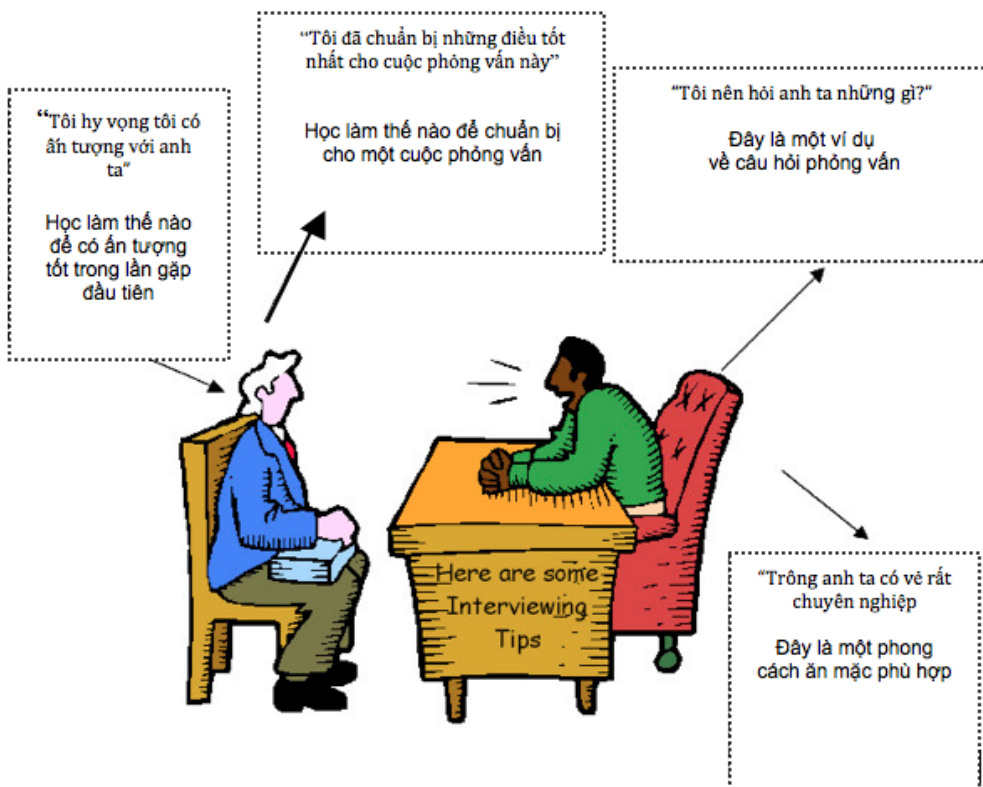 “Tôi hy vọng tôi có
ấn tượng với anh
ta”
Học làm thế nào
để có ấn tượng
tốt trong lần gặp
đầu tiên
“Tôi đã chuẩn bị những điều tốt
nhất cho cuộc phỏng vấn này”
Học làm thế nào để chuẩn bị
cho một cuộc phỏng vấn
“Tôi nên hỏi anh ta những gì?“
Đây là một ví dụ
về câu hỏi phỏng vấn
Here are some
Interviewing
Tips
“Trông anh ta có vẻ rất
chuyên nghiệp
Đây là một phong
cách ăn mặc phù hợp